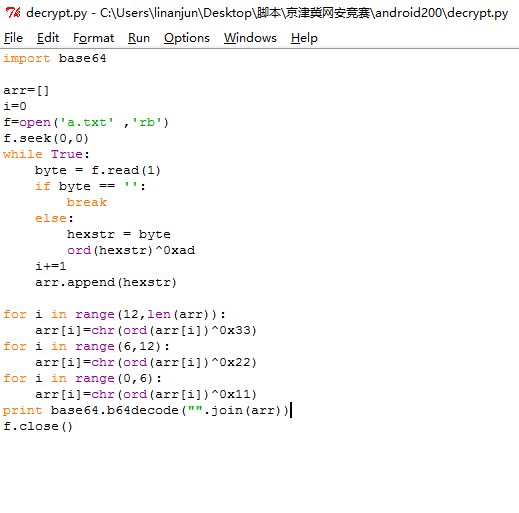 decrypt.py - C:\Users\linanjun\Desktop\脚本\京津冀网安竞赛\android200\decrypt.py
File Edit Format Run Options Windows Help
import base64

arr=[]
i=0
f=open('a.txt' ,'rb')
f.seek(0,0)
while True:
    byte = f.read(1)
    if byte == '':
        break
    else:
        hexstr = byte
        ord(hexstr)^0xad
    i+=1
    arr.append(hexstr)

for i in range(12,len(arr)):
    arr[i]=chr(ord(arr[i])^0x33)
for i in range(6,12):
    arr[i]=chr(ord(arr[i])^0x22)
for i in range(0,6):
    arr[i]=chr(ord(arr[i])^0x11)
print base64.b64decode("".join(arr))
f.close()